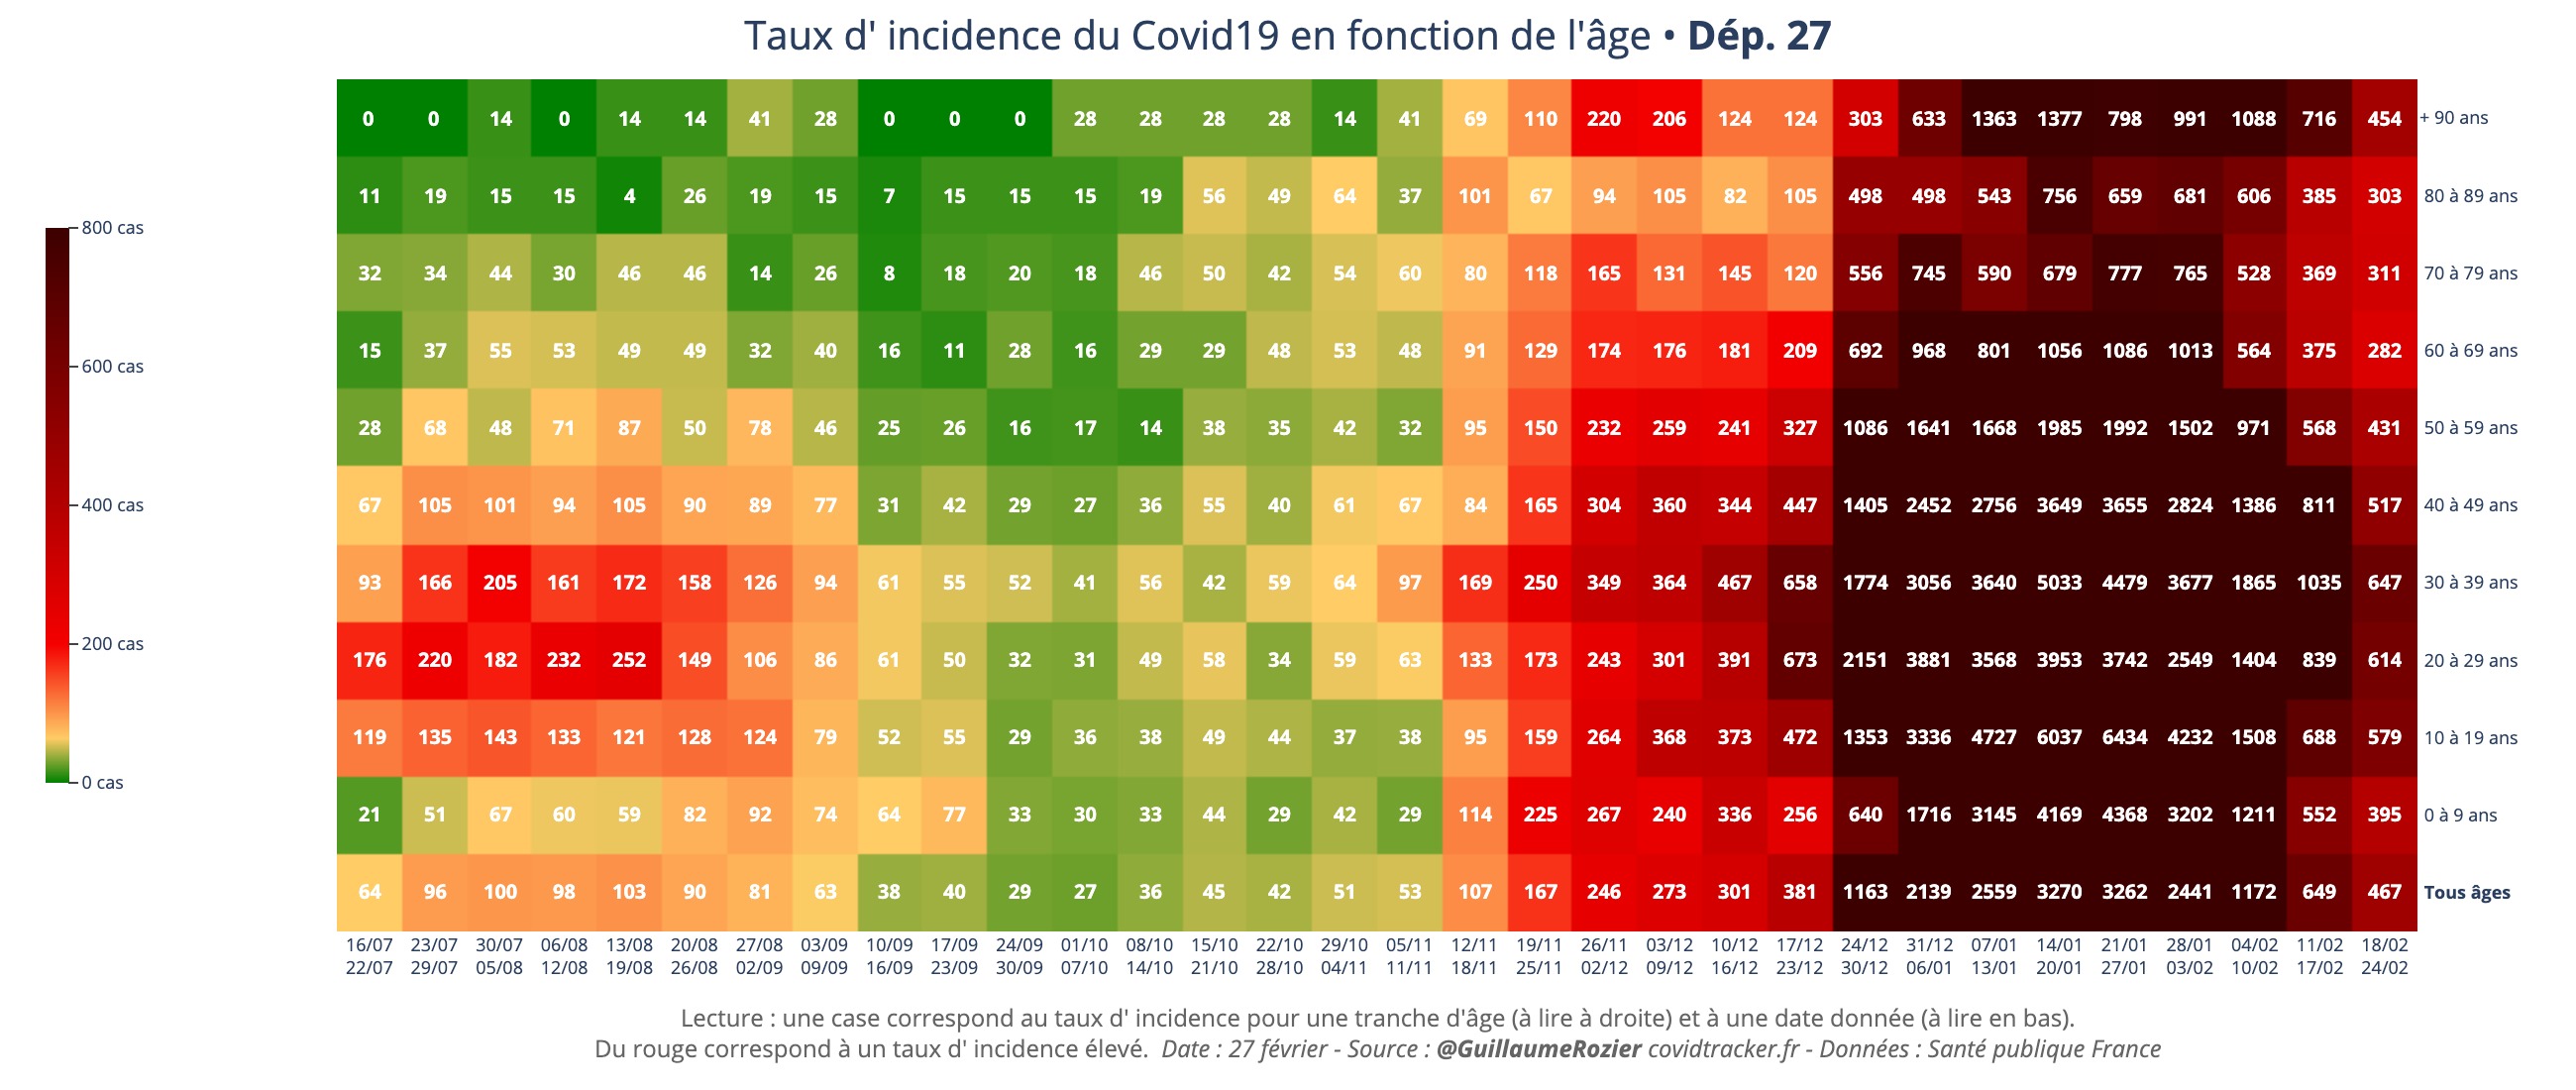 Taux d' incidence du Covid19 en fonction de l'âge • Dép. 27
0 0 14 0 14 14 41 28 0 0 0 28 28 28 28 14 41 69 110 220 206 124 124 303 633 1363 1377 798 991 1088 716 454 + 90 ans
11 19 15 15 4 26 19 15 7 15 15 15 19 56 49 64 37 101 67 94 105 82 105 498 498 543 756 659 681 606 385 303 80 à 89 ans
800 cas
32 34 44 30 46 46 14 26 8 18 20 18 46 50 42 54 60 80 118 165 131 145 120 556 745 590 679 777 765 528 369 311 70 à 79 ans
15 37 55 53 49 49 32 40 16 11 28 16 29 29 48 53 48 91 129 174 176 181 209 692 968 801 1056 1086 1013 564 375 282 60 à 69 ans
600 cas
28 68 48 71 87 50 78 46 25 26 16 17 14 38 35 42 32 95 150 232 259 241 327 1086 1641 1668 1985 1992 1502 971 568 431 50 à 59 ans
400 cas
67 105 101 94 105 90 89 77 31 42 29 27 36 55 40 61 67 84 165 304 360 344 447 1405 2452 2756 3649 3655 2824 1386 811 517 40 à 49 ans
93 166 205 161 172 158 126 94 61 55 52 41 56 42 59 64 97 169 250 349 364 467 658 1774 3056 3640 5033 4479 3677 1865 1035 647 30 à 39 ans
200 cas
176 220 182 232 252 149 106 86 61 50 32 31 49 58 34 59 63 133 173 243 301 391 673 2151 3881 3568 3953 3742 2549 1404 839 614 20 à 29 ans
119 135 143 133 121 128 124 79 52 55 29 36 38 49 44 37 38 95 159 264 368 373 472 1353 3336 4727 6037 6434 4232 1508 688 579 10 à 19 ans
0 cas
21 51 67 60 59 82 92 74 64 77 33 30 33 44 29 42 29 114 225 267 240 336 256 640 1716 3145 4169 4368 3202 1211 552 395 0 à 9 ans
64 96 100 98 103 90 81 63 38 40 29 27 36 45 42 51 53 107 167 246 273 301 381 1163 2139 2559 3270 3262 2441 1172 649 467 Tous âges
16/07 23/07 30/07 06/08 13/08 20/08 27/08 03/09 10/09 17/09 24/09 01/10 08/10 15/10 22/10 29/10 05/11 12/11 19/11 26/11 03/12 10/12 17/12 24/12 31/12 07/01 14/01 21/01 28/01 04/02 11/02 18/02
22/07 29/07 05/08 12/08 19/08 26/08 02/09 09/09 16/09 23/09 30/09 07/10 14/10 21/10 28/10 04/11 11/11 18/11 25/11 02/12 09/12 16/12 23/12 30/12 06/01 13/01 20/01 27/01 03/02 10/02 17/02 24/02
Lecture : une case correspond au taux d' incidence pour une tranche d'âge (à lire à droite) et à une date donnée (à lire en bas).
Du rouge correspond à un taux d' incidence élevé. Date : 27 février - Source : @GuillaumeRozier covidtracker.fr - Données : Santé publique France